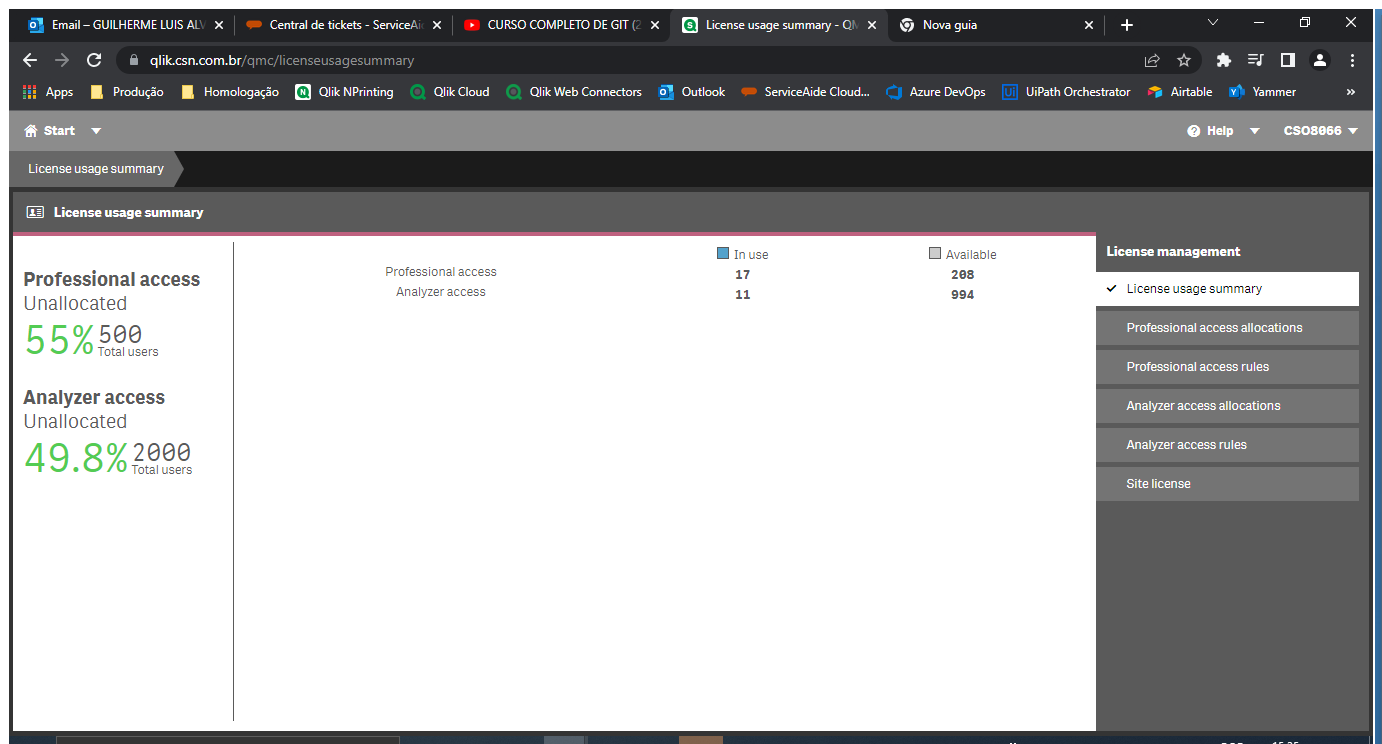 Email – GUILHERME LUIS ALV
Central de tickets - ServiceAid
CURSO COMPLETO DE GIT (2
License usage summary - QM
Nova guia
qlik.csn.com.br/qmc/licenseusagesummary
Apps Produção Homologação Qlik NPrinting Qlik Cloud Qlik Web Connectors Outlook ServiceAide Cloud... Azure DevOps UiPath Orchestrator Airtable Yammer »
Start
Help
CSO8066
License usage summary
License usage summary
Professional access
Unallocated
55% 500
Total users
Analyzer access
Unallocated
49.8% 2000
Total users
In use Available
Professional access 17 208
Analyzer access 11 994
License management
License usage summary
Professional access allocations
Professional access rules
Analyzer access allocations
Analyzer access rules
Site license